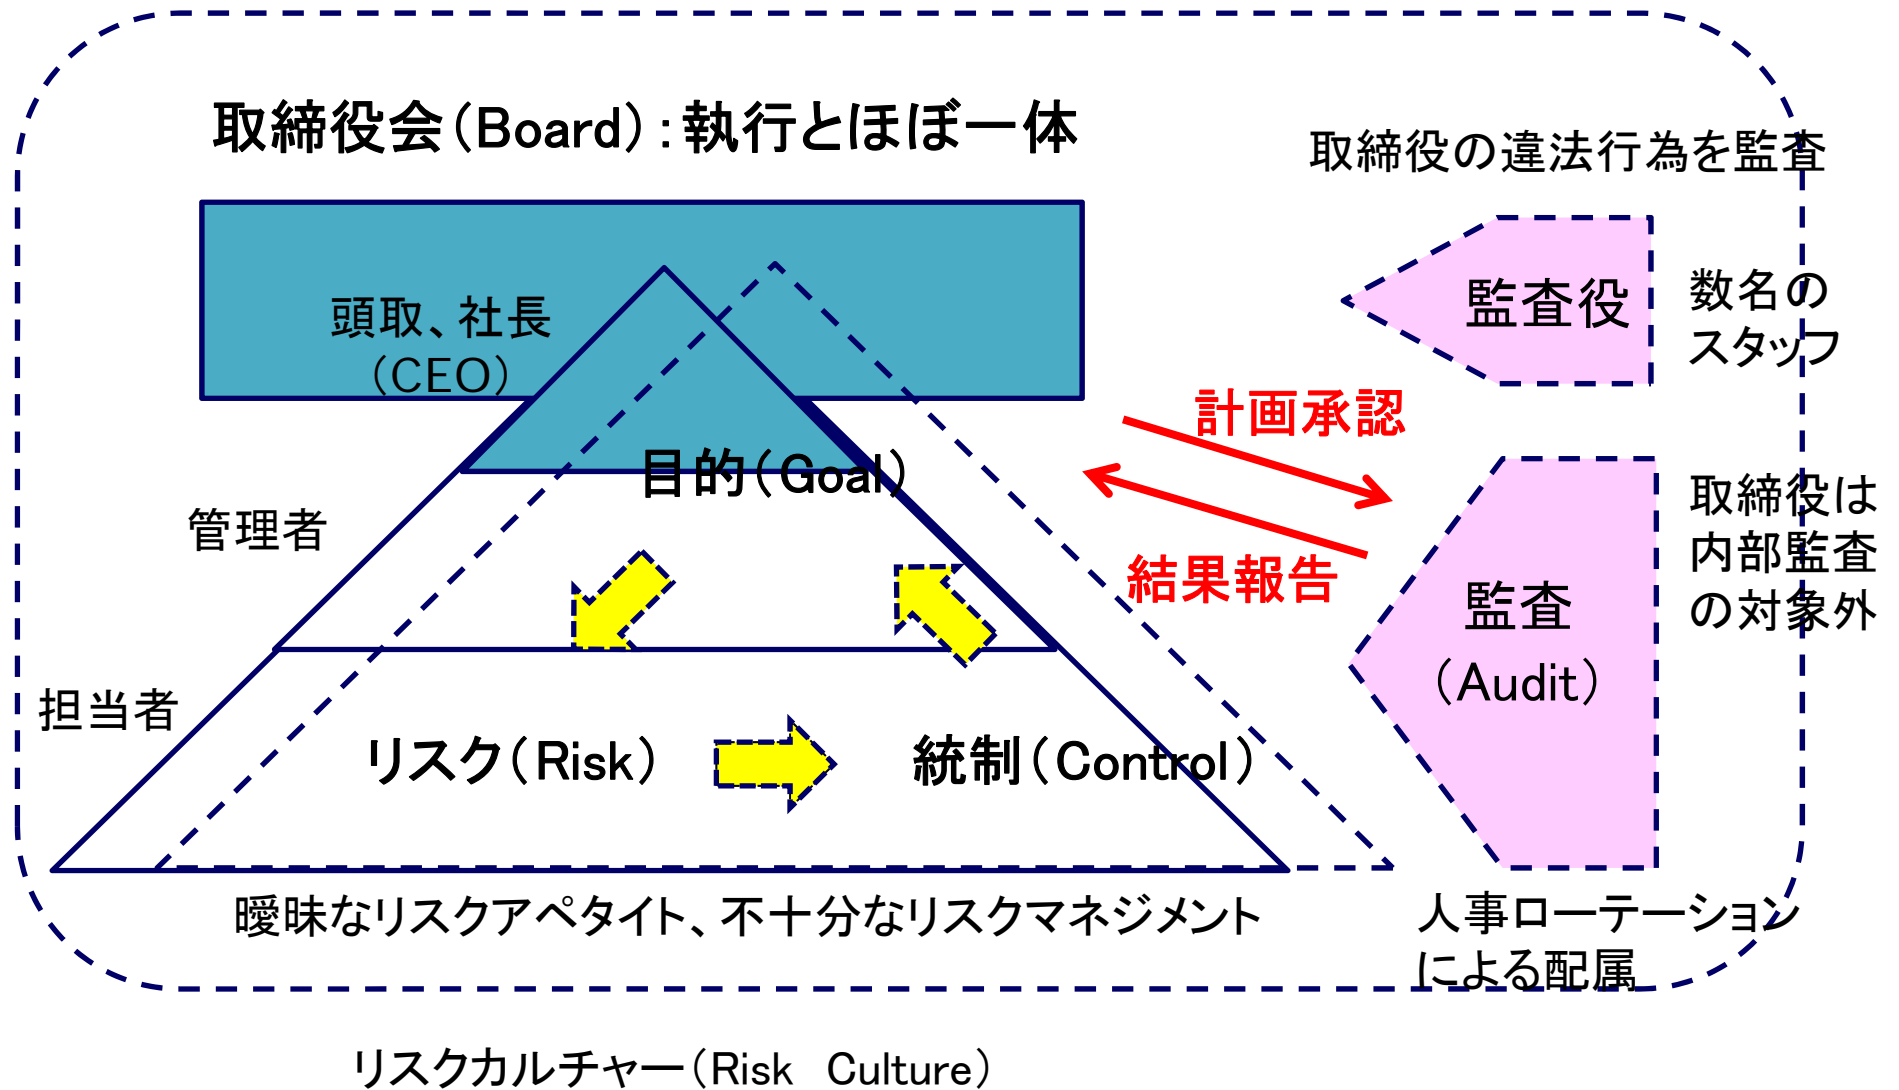 取締役会（Board）：執行とほぼ一体
取締役の違法行為を監査
頭取、社長
（CEO）
監査役
数名の
スタッフ
計画承認
目的（Goal）
管理者
結果報告
取締役は
内部監査
の対象外
監査
（Audit）
担当者
リスク（Risk）
統制（Control）
曖昧なリスクアペタイト、不十分なリスクマネジメント
人事ローテーション
による配属
リスクカルチャー（Risk　Culture）